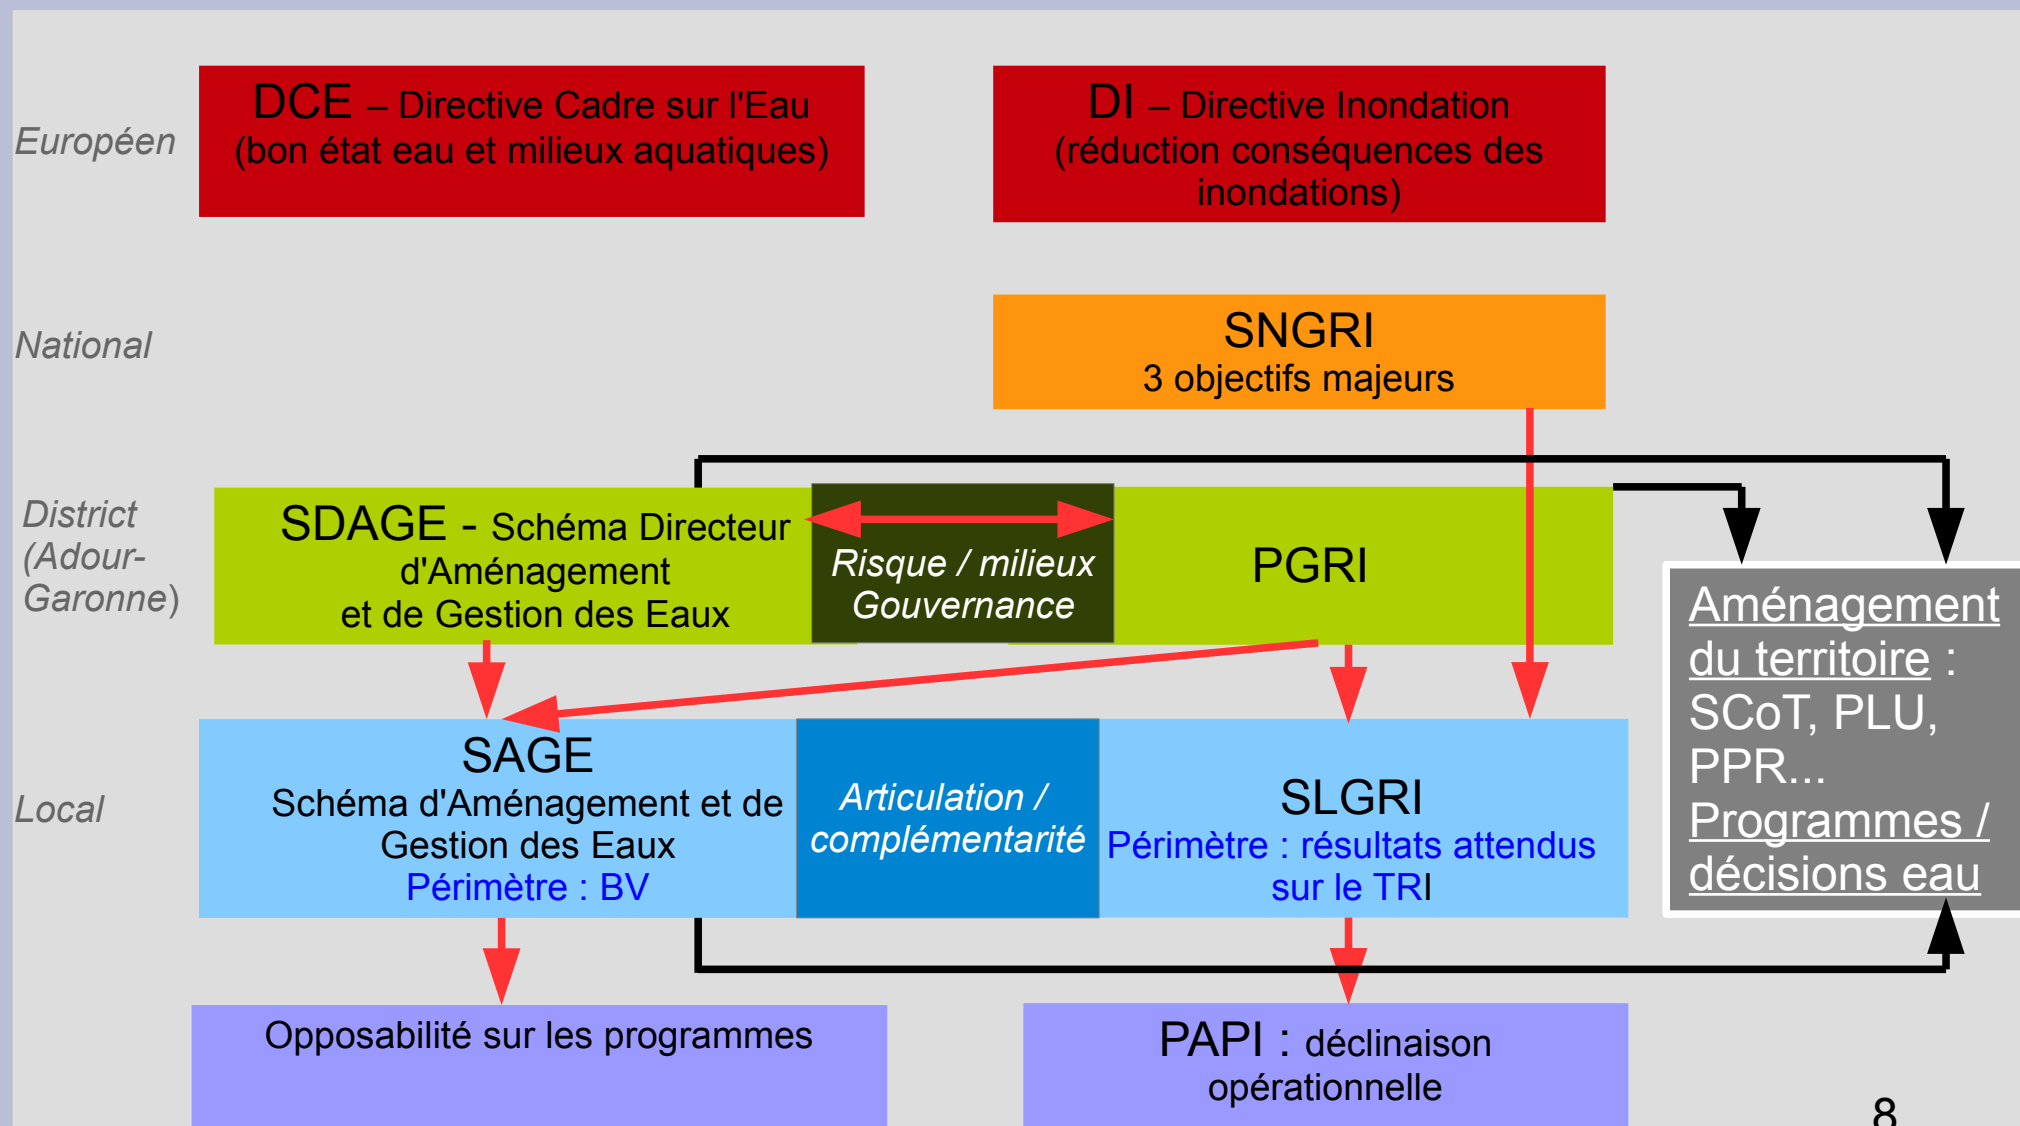 Européen
DCE – Directive Cadre sur l'Eau
(bon état eau et milieux aquatiques)
DI – Directive Inondation
(réduction conséquences des
inondations)
National
SNGRI
3 objectifs majeurs
District
(Adour-
Garonne)
SDAGE - Schéma Directeur
d'Aménagement
et de Gestion des Eaux
Risque / milieux
Gouvernance
PGRI
Aménagement
du territoire :
SCoT, PLU,
PPR...
Programmes /
décisions eau
Local
SAGE
Schéma d'Aménagement et de
Gestion des Eaux
Périmètre : BV
Articulation /
complémentarité
SLGRI
Périmètre : résultats attendus
sur le TRI
Opposabilité sur les programmes
PAPI : déclinaison
opérationnelle
8